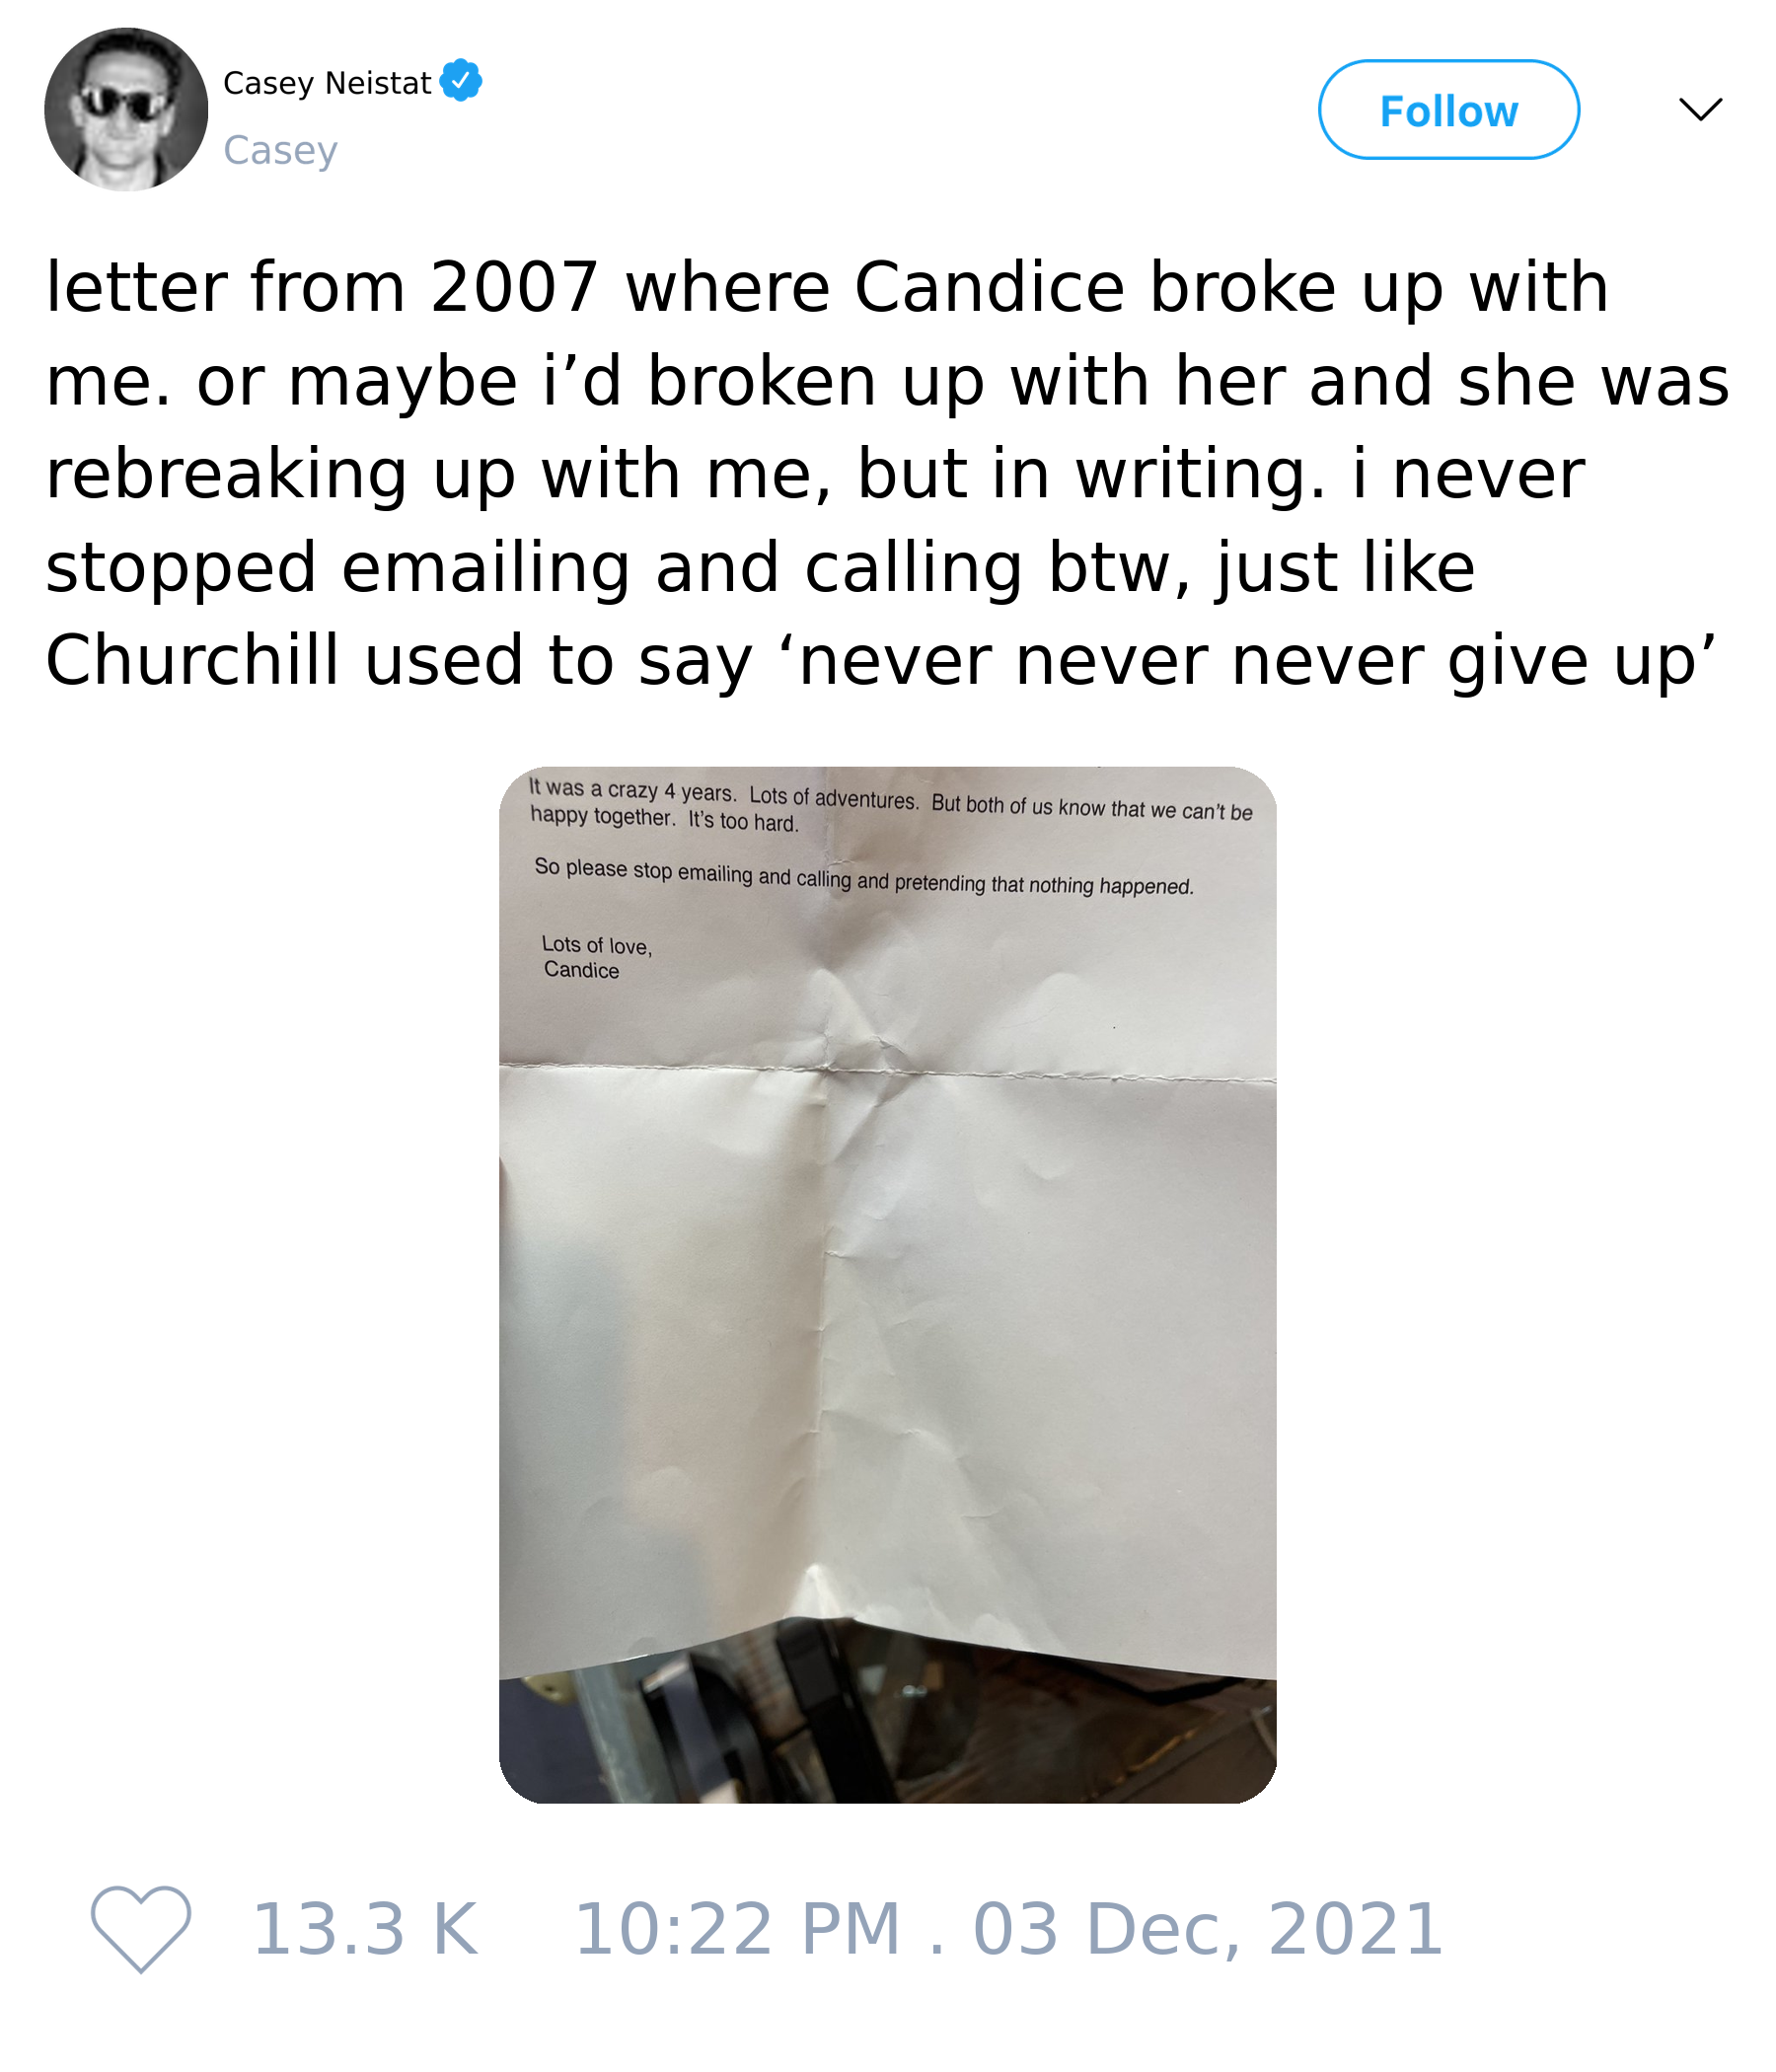 Casey Neistat
Casey
Follow
letter from 2007 where Candice broke up with
me. or maybe i’d broken up with her and she was
rebreaking up with me, but in writing. i never
stopped emailing and calling btw, just like
Churchill used to say ‘never never never give up’
It was a crazy 4 years.  Lots of adventures.  But both of us know that we can't be
happy together.  It's too hard.
So please stop emailing and calling and pretending that nothing happened.
Lots of love,
Candice
13.3 K
10:22 PM . 03 Dec, 2021